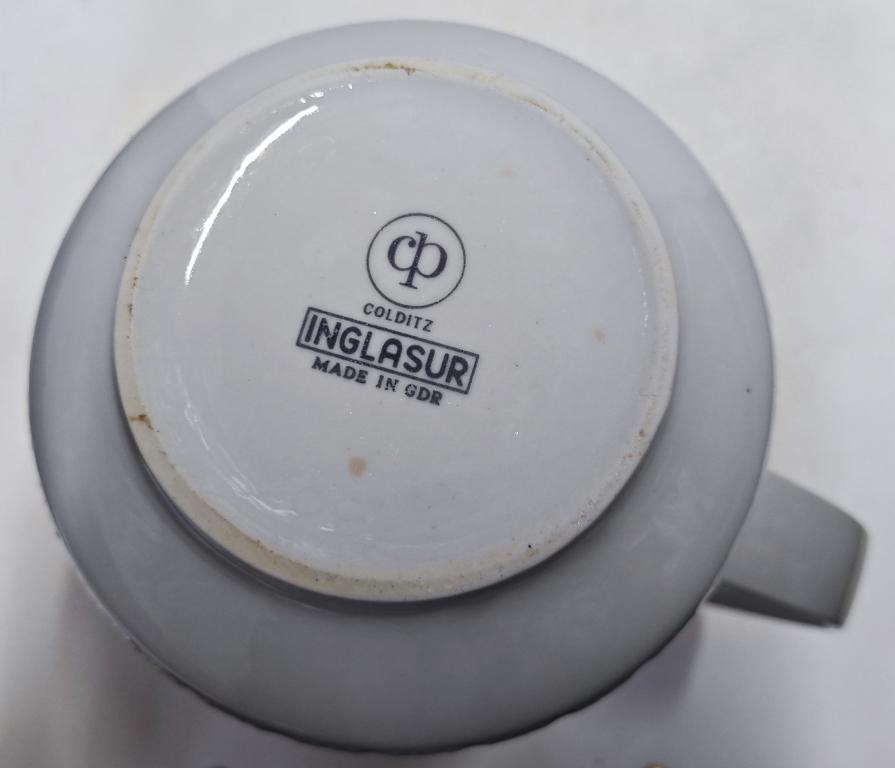 cp
COLDITZ
INGLASUR
MADE IN GDR